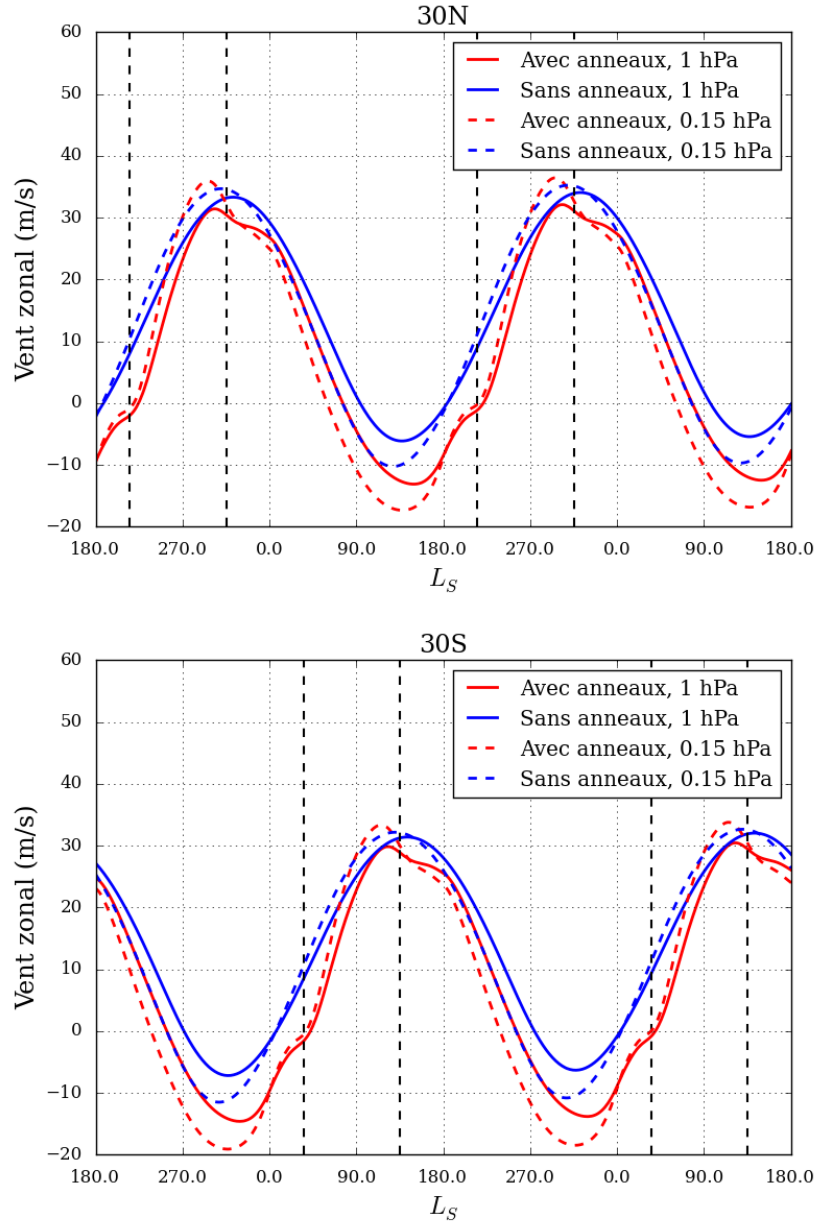 30N
60
50
40
30
20
10
0
−10
−20
Vent zonal (m/s)
Avec anneaux, 1 hPa
Sans anneaux, 1 hPa
Avec anneaux, 0.15 hPa
Sans anneaux, 0.15 hPa
180.0 270.0 0.0 90.0 180.0 270.0 0.0 90.0 180.0
L_S
30S
60
50
40
30
20
10
0
−10
−20
Vent zonal (m/s)
Avec anneaux, 1 hPa
Sans anneaux, 1 hPa
Avec anneaux, 0.15 hPa
Sans anneaux, 0.15 hPa
180.0 270.0 0.0 90.0 180.0 270.0 0.0 90.0 180.0
L_S